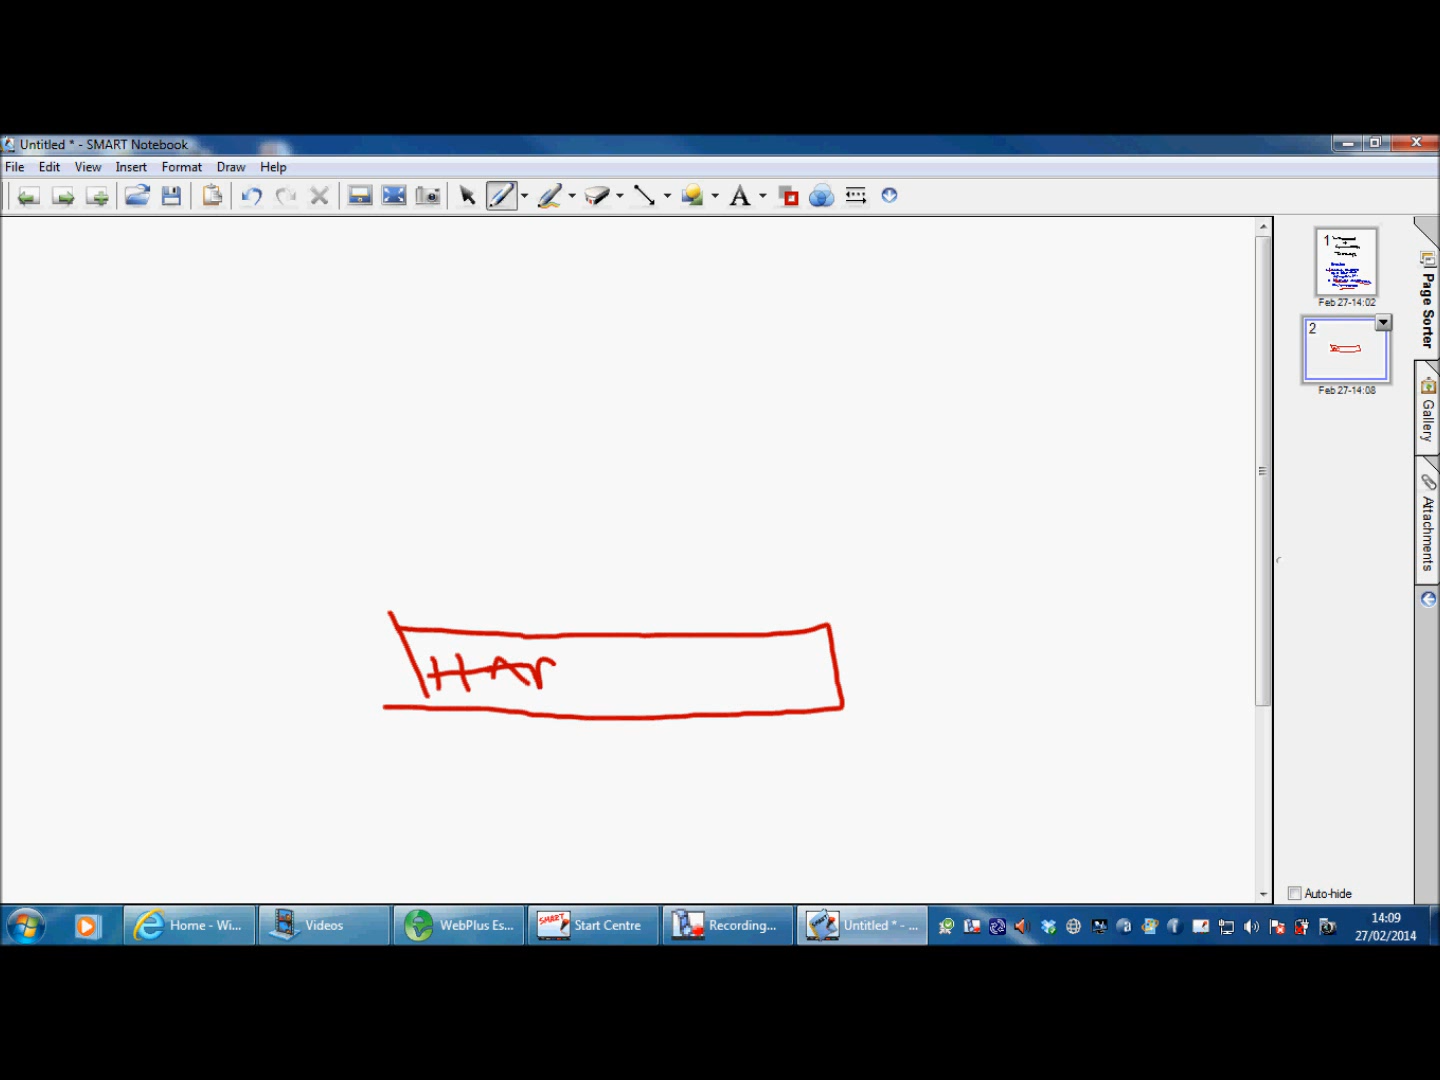 Untitled * - SMART Notebook
File Edit View Insert Format Draw Help
1
Feb 27-14:02
2
Feb 27-14:08
Page Sorter
Gallery
Attachments
HAr
Auto-hide
Home - Wi... Videos WebPlus Es... Start Centre Recording... Untitled * - ...
14:09
27/02/2014